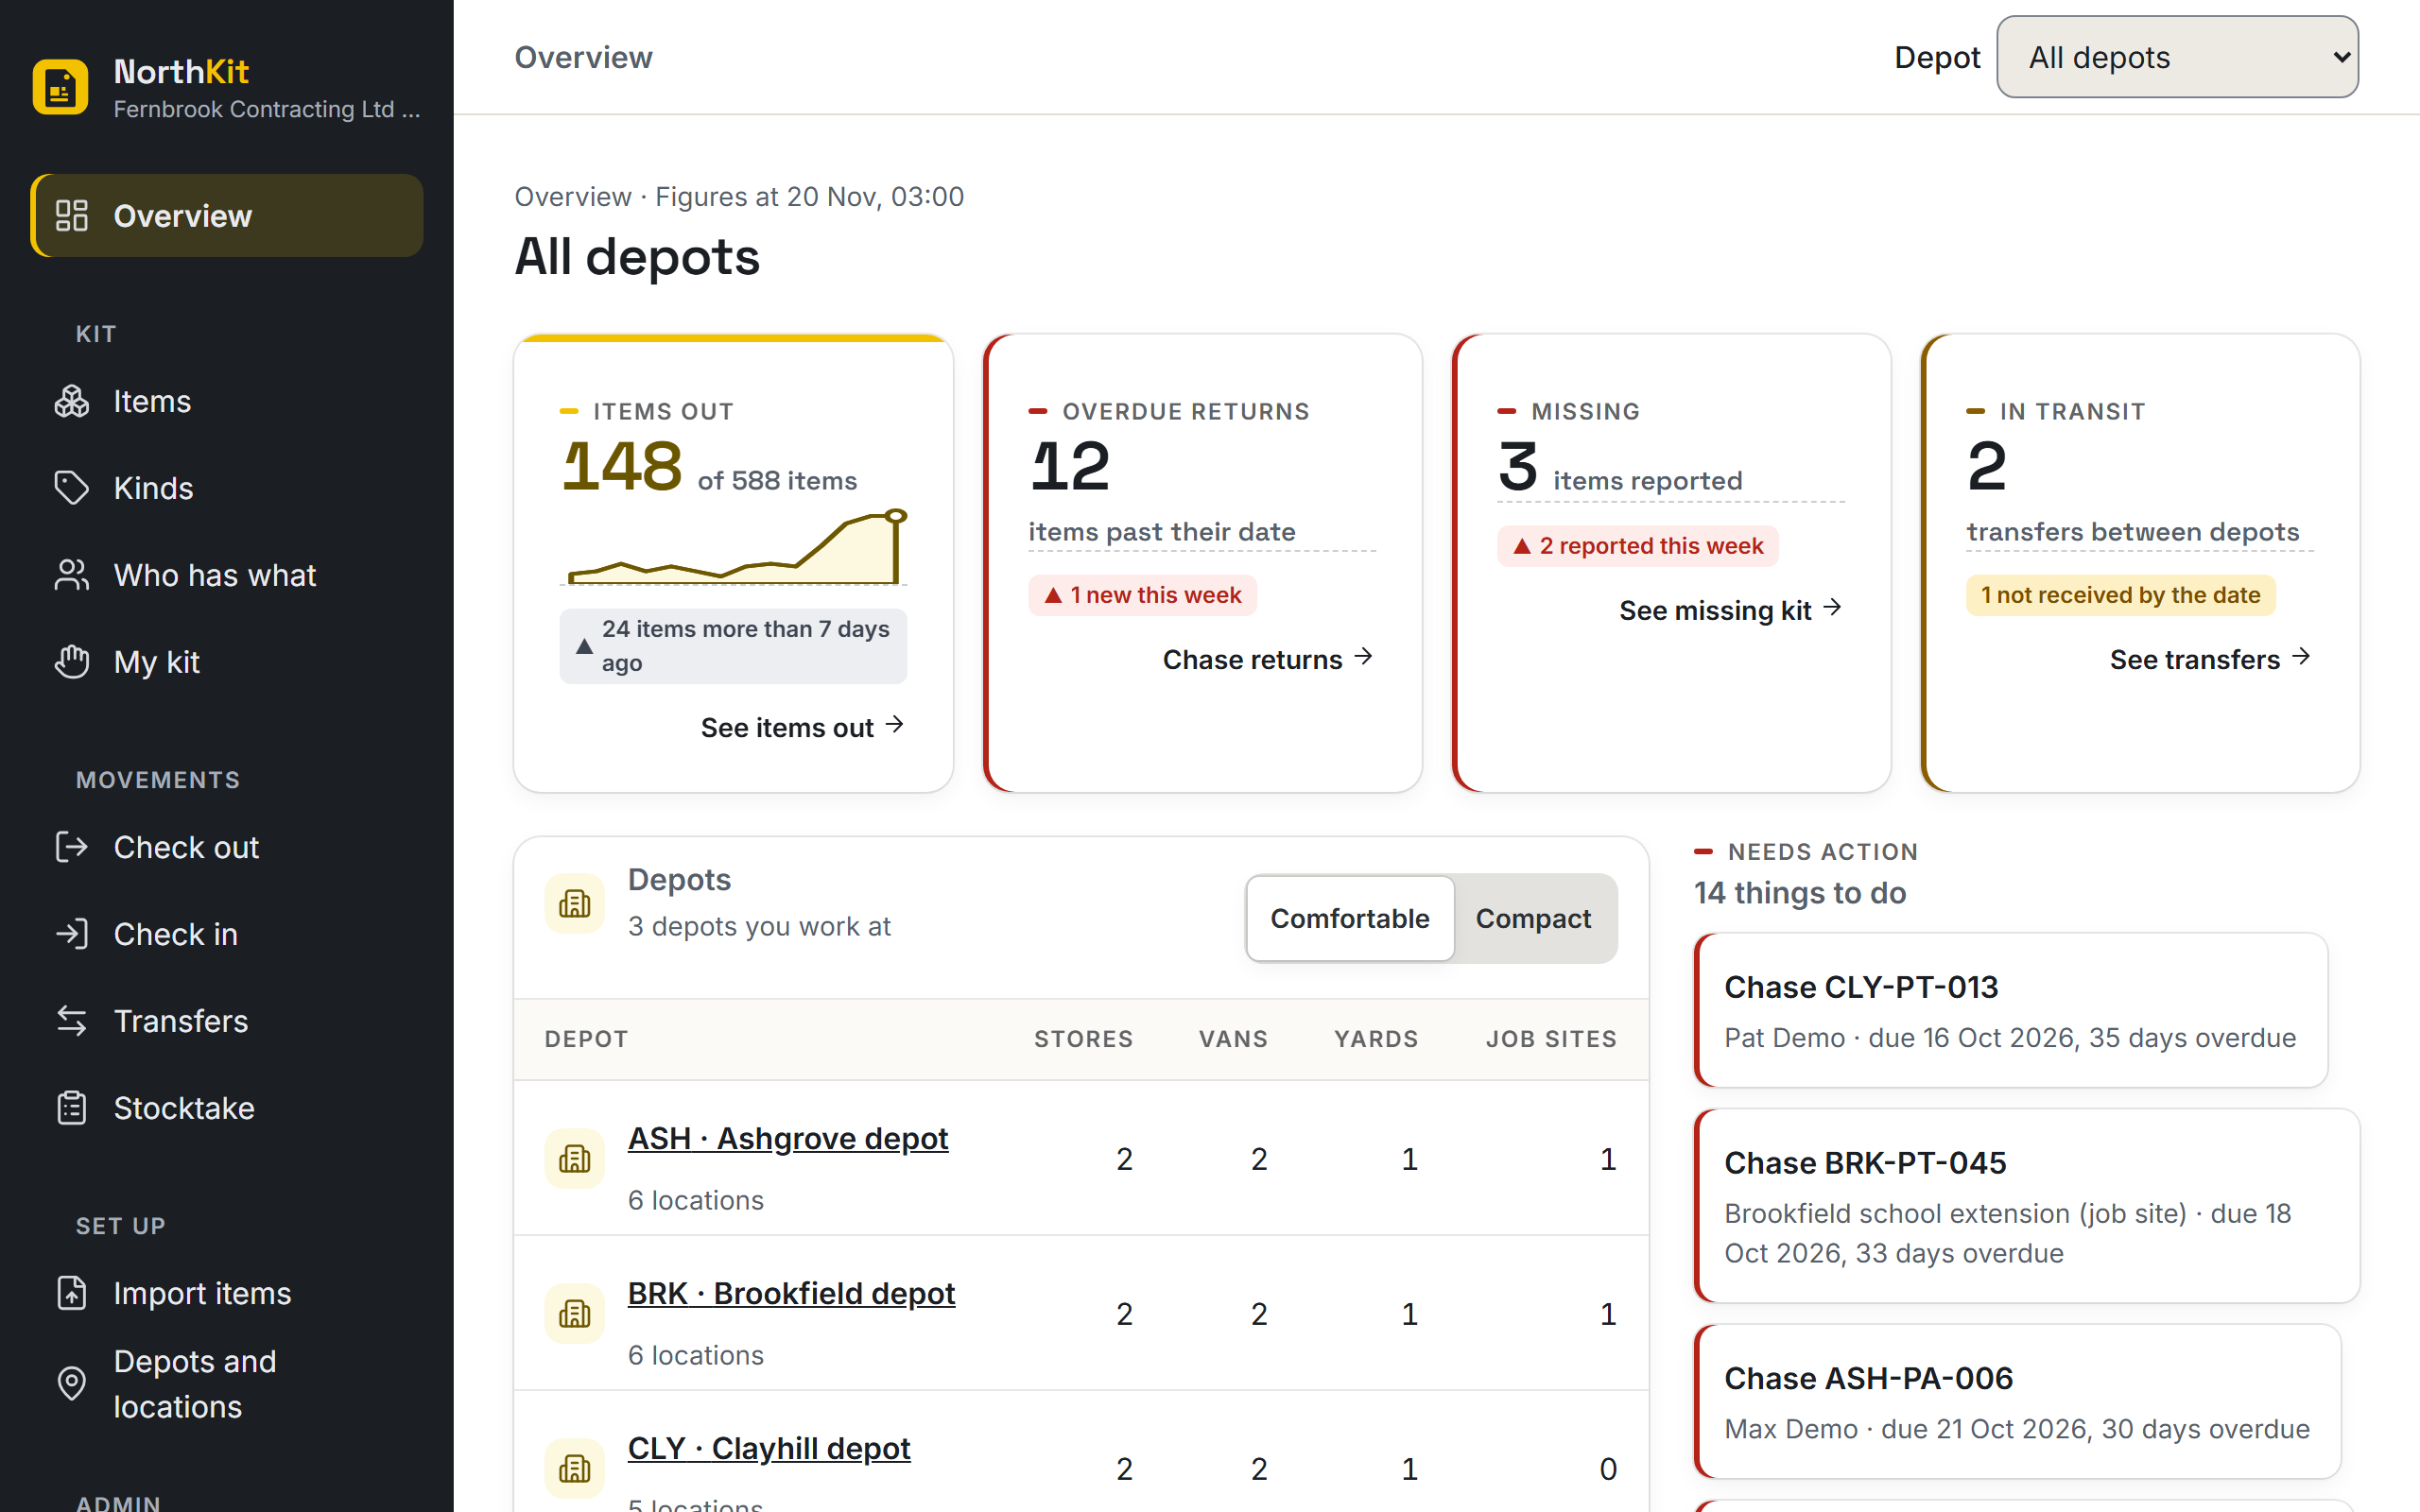 NorthKit
Fernbrook Contracting Ltd ...
Overview
KIT
Items
Kinds
Who has what
My kit
MOVEMENTS
Check out
Check in
Transfers
Stocktake
SET UP
Import items
Depots and
locations
ADMIN
Overview
Depot
All depots
Overview · Figures at 20 Nov, 03:00
All depots
ITEMS OUT
148 of 588 items
▲ 24 items more than 7 days
ago
See items out →
OVERDUE RETURNS
12
items past their date
▲ 1 new this week
Chase returns →
MISSING
3 items reported
▲ 2 reported this week
See missing kit →
IN TRANSIT
2
transfers between depots
1 not received by the date
See transfers →
Depots
3 depots you work at
Comfortable Compact
DEPOT STORES VANS YARDS JOB SITES
ASH · Ashgrove depot 2 2 1 1
6 locations
BRK · Brookfield depot 2 2 1 1
6 locations
CLY · Clayhill depot 2 2 1 0
5 locations
NEEDS ACTION
14 things to do
Chase CLY-PT-013
Pat Demo · due 16 Oct 2026, 35 days overdue
Chase BRK-PT-045
Brookfield school extension (job site) · due 18
Oct 2026, 33 days overdue
Chase ASH-PA-006
Max Demo · due 21 Oct 2026, 30 days overdue